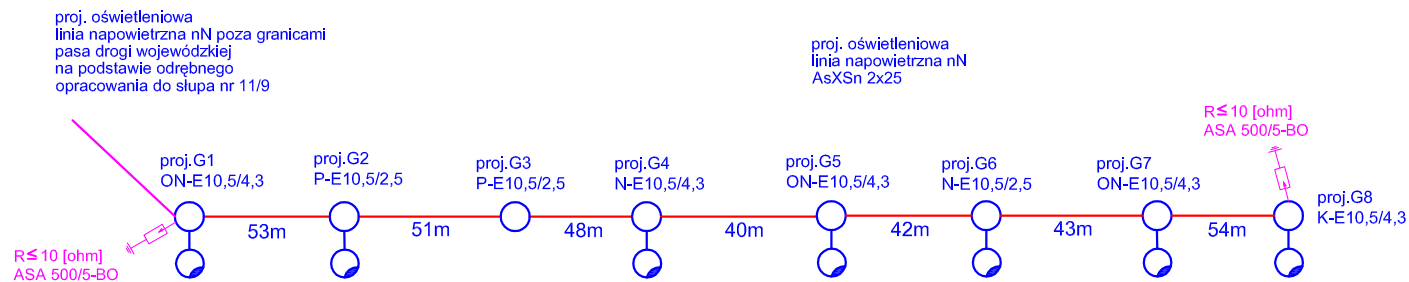 proj. oświetleniowa
linia napowietrzna nN poza granicami
pasa drogi wojewódzkiej
na podstawie odrębnego
opracowania do słupa nr 11/9
proj. oświetleniowa
linia napowietrzna nN
AsXSn 2x25
R≤10 [ohm]
ASA 500/5-BO
proj.G1
ON-E10,5/4,3
proj.G2
P-E10,5/2,5
proj.G3
P-E10,5/2,5
proj.G4
N-E10,5/4,3
proj.G5
ON-E10,5/4,3
proj.G6
N-E10,5/2,5
proj.G7
ON-E10,5/4,3
proj.G8
K-E10,5/4,3
53m
51m
48m
40m
42m
43m
54m
R≤10 [ohm]
ASA 500/5-BO